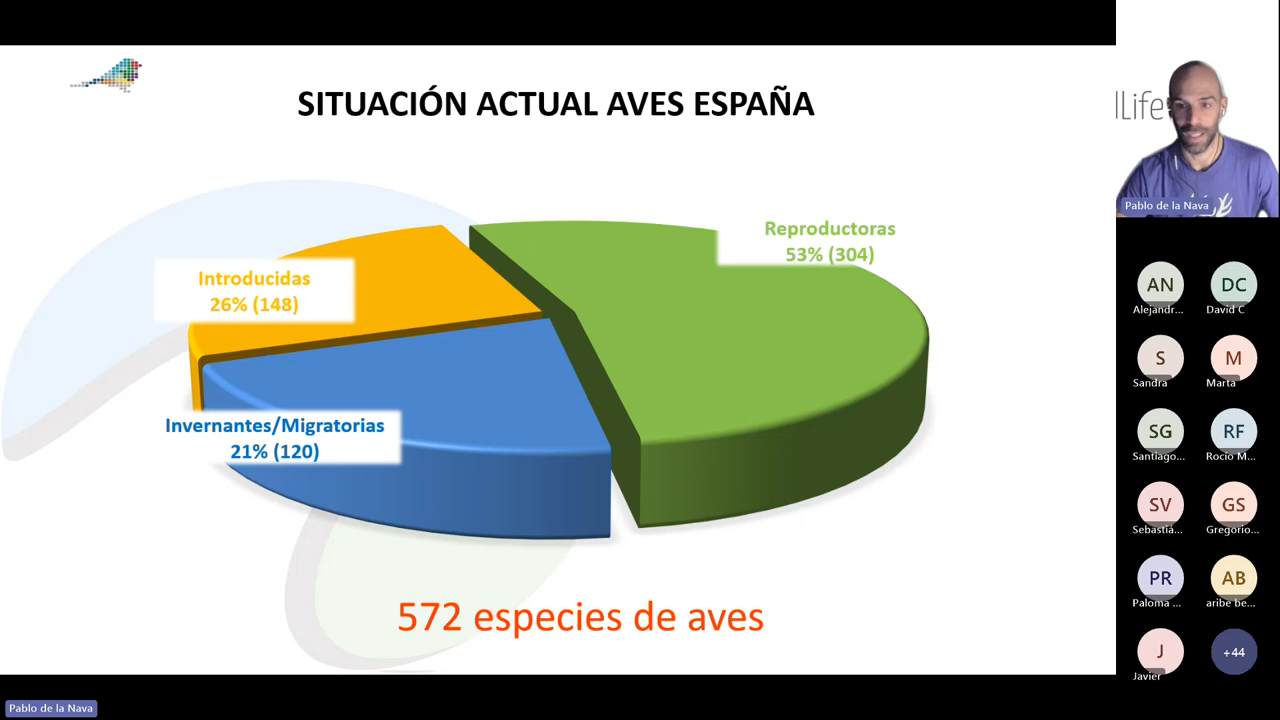 SITUACIÓN ACTUAL AVES ESPAÑA
Reproductoras
53% (304)
Introducidas
26% (148)
Invernantes/Migratorias
21% (120)
572 especies de aves
Pablo de la Nava
Life
Pablo de la Nava
AN
Alejandr...
DC
David C
S
Sandra
M
Marta
SG
Santiago...
RF
Rocío M...
SV
Sebastiá...
GS
Gregorio...
PR
Paloma ...
AB
aribe be...
J
Javier
+44